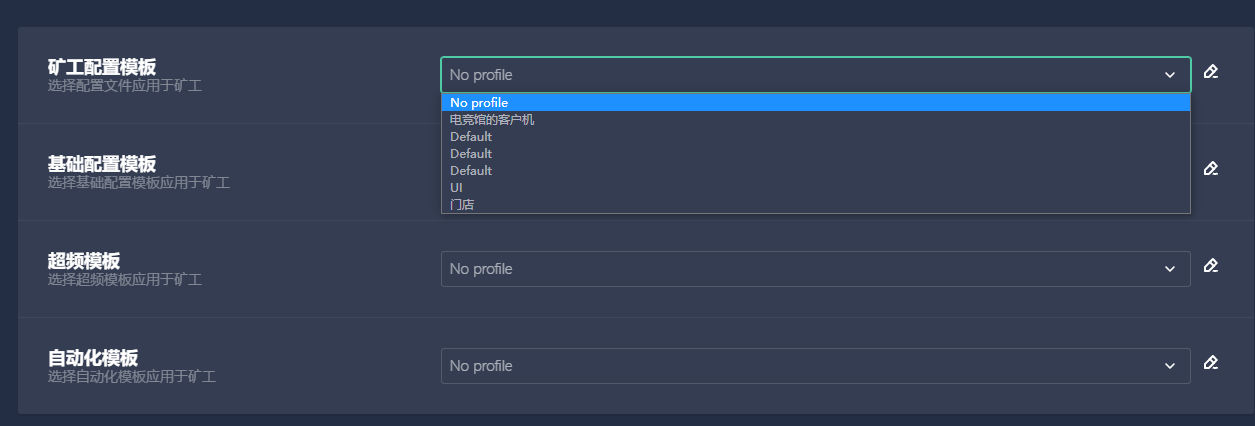 矿工配置模板
选择配置文件应用于矿工
No profile
No profile
电竞馆的客户机
Default
Default
Default
UI
门店
基础配置模板
选择基础配置模板应用于矿工
超频模板
选择超频模板应用于矿工
No profile
自动化模板
选择自动化模板应用于矿工
No profile